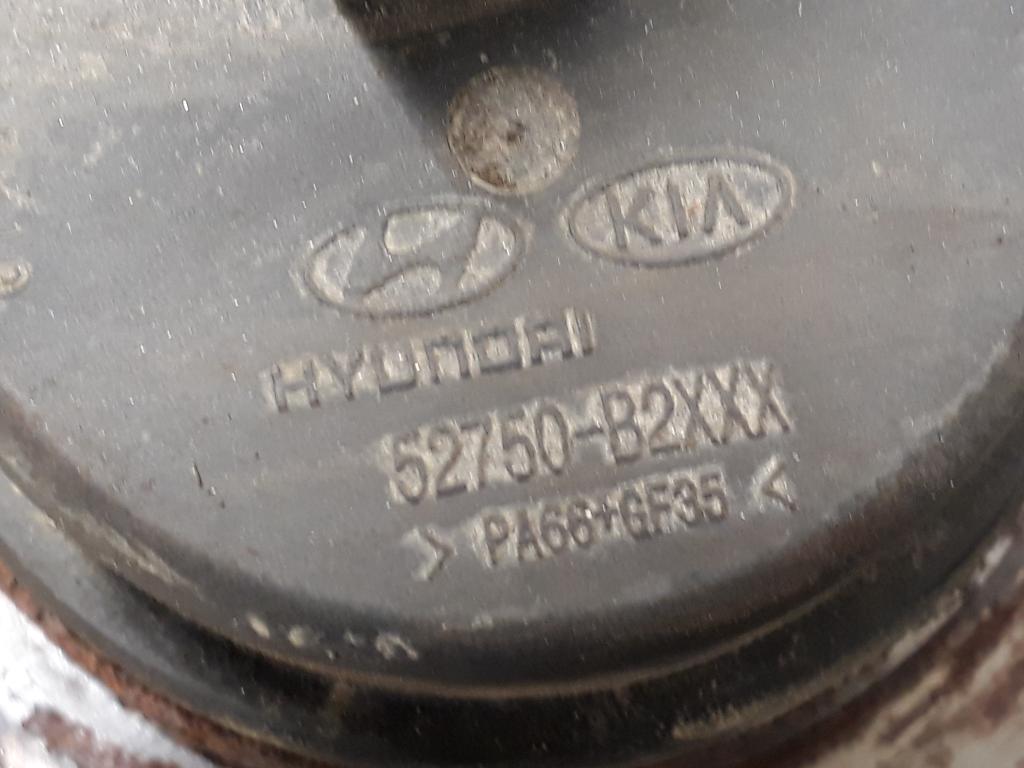 KIA
HYUNDAI
52750-B2XXX
> PA66+GF35 <